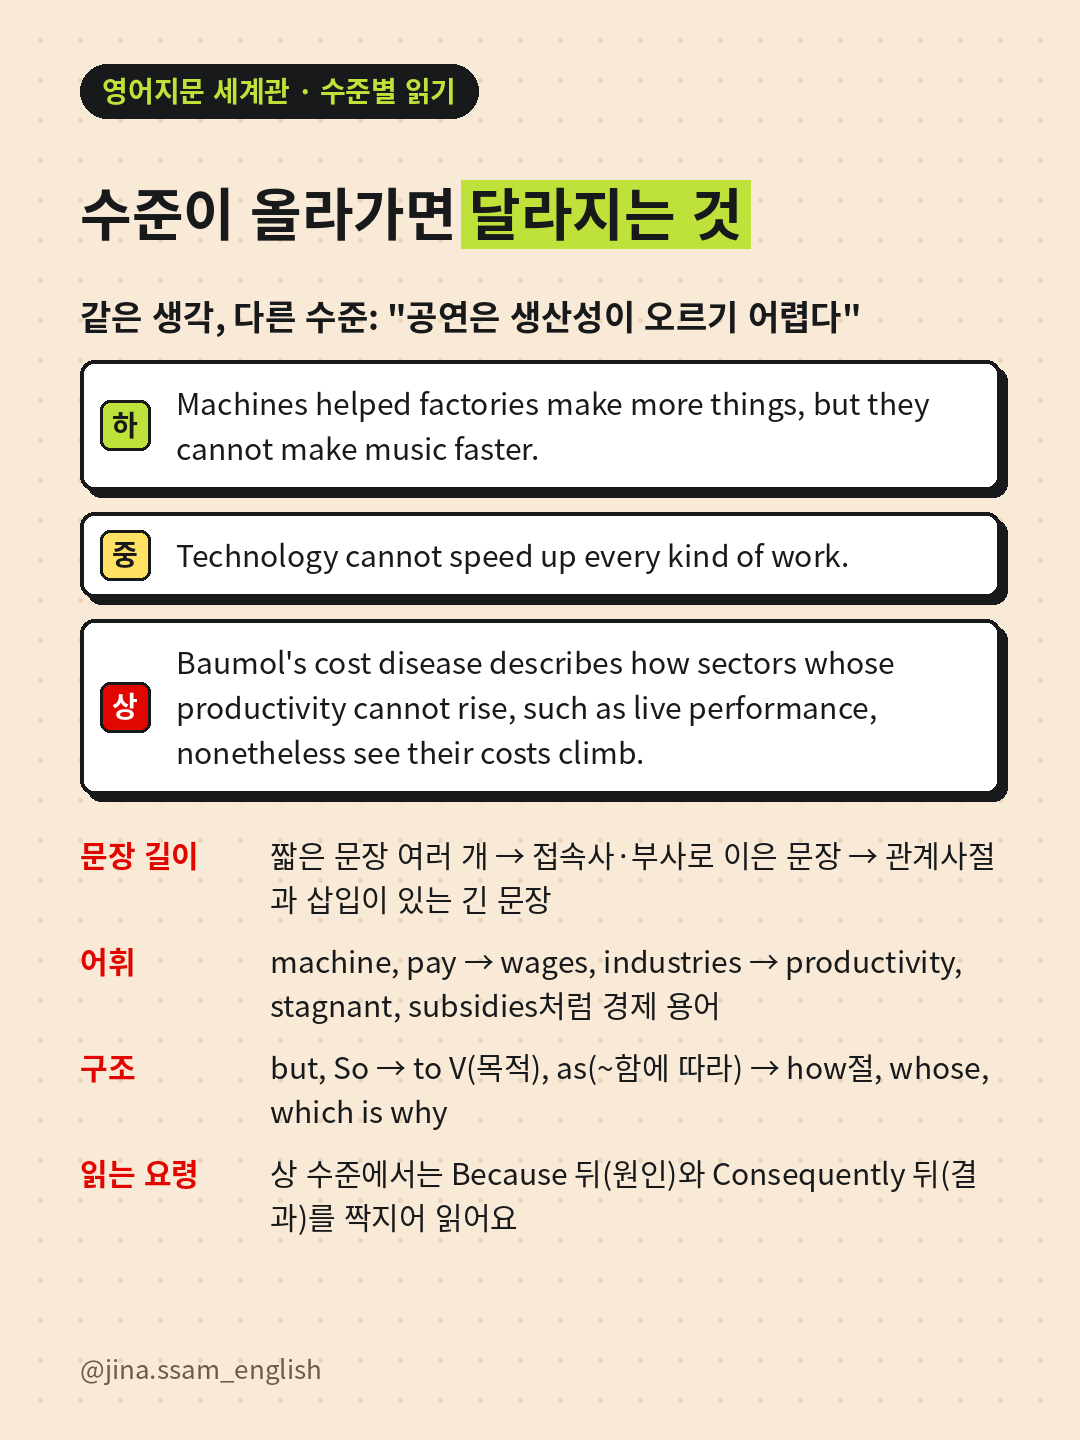 영어지문 세계관 · 수준별 읽기
수준이 올라가면 달라지는 것
같은 생각, 다른 수준: "공연은 생산성이 오르기 어렵다"
하
Machines helped factories make more things, but they
cannot make music faster.
중
Technology cannot speed up every kind of work.
상
Baumol's cost disease describes how sectors whose
productivity cannot rise, such as live performance,
nonetheless see their costs climb.
문장 길이
짧은 문장 여러 개 → 접속사·부사로 이은 문장 → 관계사절
과 삽입이 있는 긴 문장
어휘
machine, pay → wages, industries → productivity,
stagnant, subsidies처럼 경제 용어
구조
but, So → to V(목적), as(~함에 따라) → how절, whose,
which is why
읽는 요령
상 수준에서는 Because 뒤(원인)와 Consequently 뒤(결
과)를 짝지어 읽어요
@jina.ssam_english